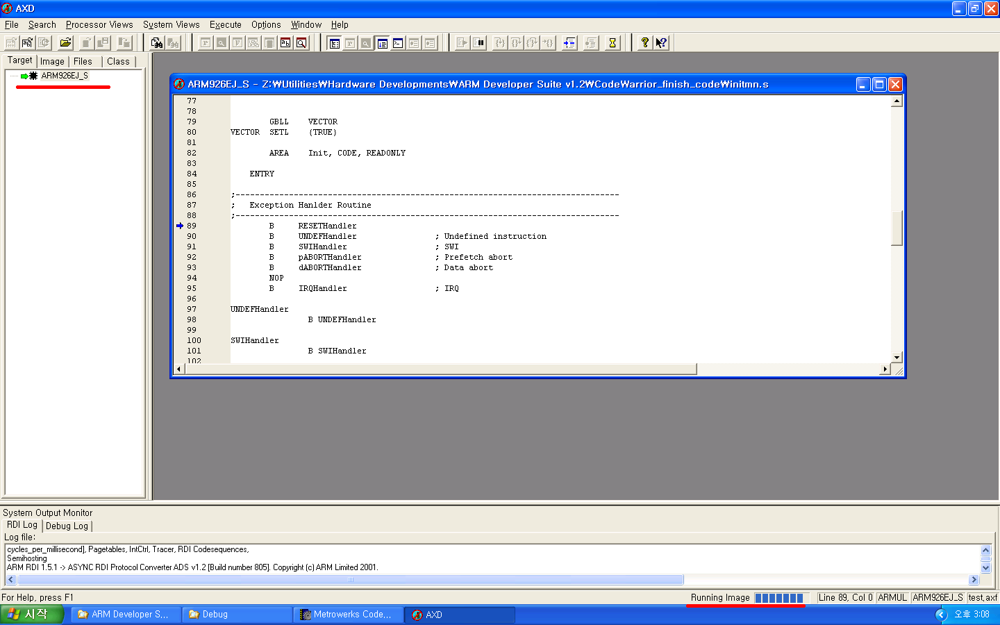 AXD
File Search Processor Views System Views Execute Options Window Help
Target Image Files Class
ARM926EJ_S
ARM926EJ_S - Z:₩Utilities₩Hardware Developments₩ARM Developer Suite v1.2₩CodeWarrior_finish_code₩initmn.s
77
78
79 GBLL VECTOR
80 VECTOR SETL {TRUE}
81
82 AREA Init, CODE, READONLY
83
84 ENTRY
85
86 ;-------------------------------------------------------------------------------
87 ; Exception Hanlder Routine
88 ;-------------------------------------------------------------------------------
89 B RESETHandler
90 B UNDEFHandler ; Undefined instruction
91 B SWIHandler ; SWI
92 B pABORTHandler ; Prefetch abort
93 B dABORTHandler ; Data abort
94 NOP
95 B IRQHandler ; IRQ
96
97 UNDEFHandler
98 B UNDEFHandler
99
100 SWIHandler
101 B SWIHandler
102
System Output Monitor
RDI Log Debug Log
Log file:
cycles_per_millisecond], Pagetables, IntCtrl, Tracer, RDI Codesequences,
Semihosting
ARM RDI 1.5.1 -> ASYNC RDI Protocol Converter ADS v1.2 [Build number 805]. Copyright (c) ARM Limited 2001.
For Help, press F1 Running Image Line 89, Col 0 ARMUL ARM926EJ_S test.axf
시작 ARM Developer S... Debug Metrowerks Code... AXD 오후 3:08